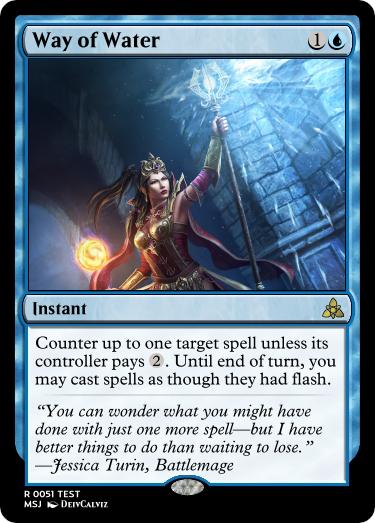 Way of Water 1
Instant
Counter up to one target spell unless its
controller pays 2. Until end of turn, you
may cast spells as though they had flash.
“You can wonder what you might have
done with just one more spell—but I have
better things to do than waiting to lose.”
—Jessica Turin, Battlemage
R 0051 TEST
MSJ DeivCalviz